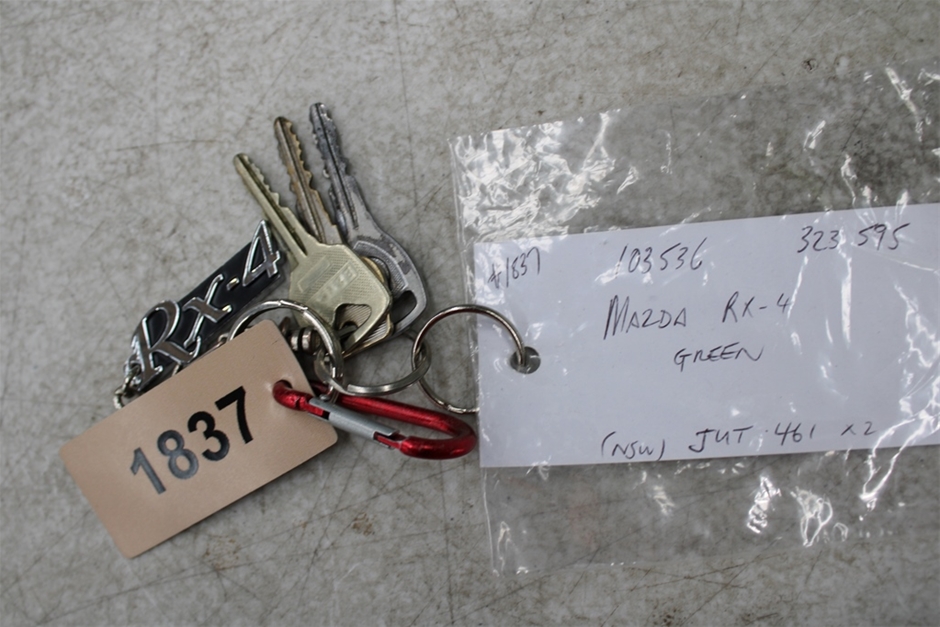 Rx-4
1837
#1837 103536 323 595
MAZDA RX-4
GREEN
(NSW) JUT·461 x2